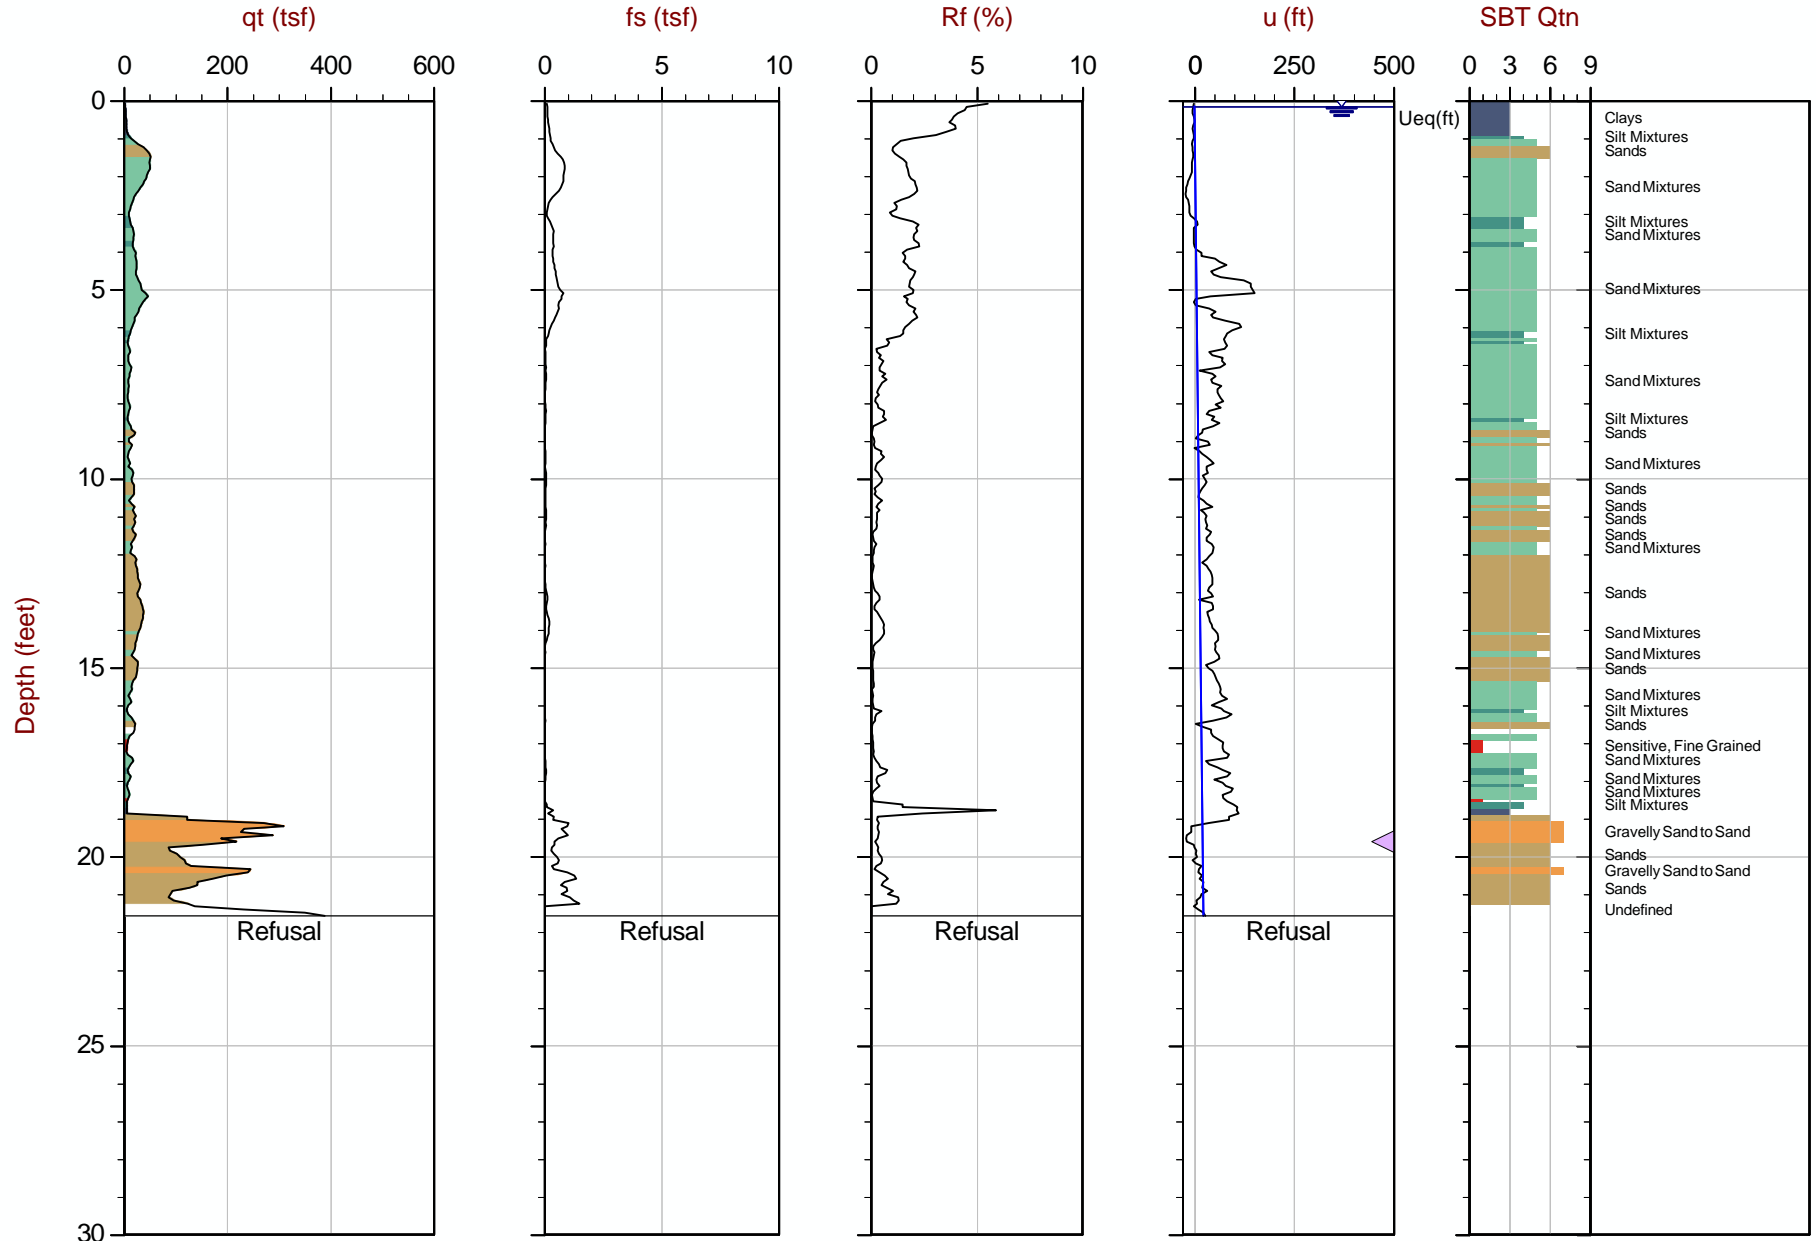 qt (tsf) fs (tsf) Rf (%) u (ft) SBT Qtn
0 200 400 600 0 5 10 0 5 10 0 250 500 0 3 6 9
0
Ueq(ft)
Clays
Silt Mixtures
Sands
Sand Mixtures
Silt Mixtures
Sand Mixtures
5
Sand Mixtures
Silt Mixtures
Sand Mixtures
Silt Mixtures
Sands
Sand Mixtures
10
Sands
Sands
Sands
Sands
Sand Mixtures
Sands
Depth (feet)
Sand Mixtures
Sand Mixtures
15
Sands
Sand Mixtures
Silt Mixtures
Sands
Sensitive, Fine Grained
Sand Mixtures
Sand Mixtures
Sand Mixtures
Silt Mixtures
Gravelly Sand to Sand
20
Sands
Gravelly Sand to Sand
Sands
Undefined
Refusal Refusal Refusal Refusal
25
30